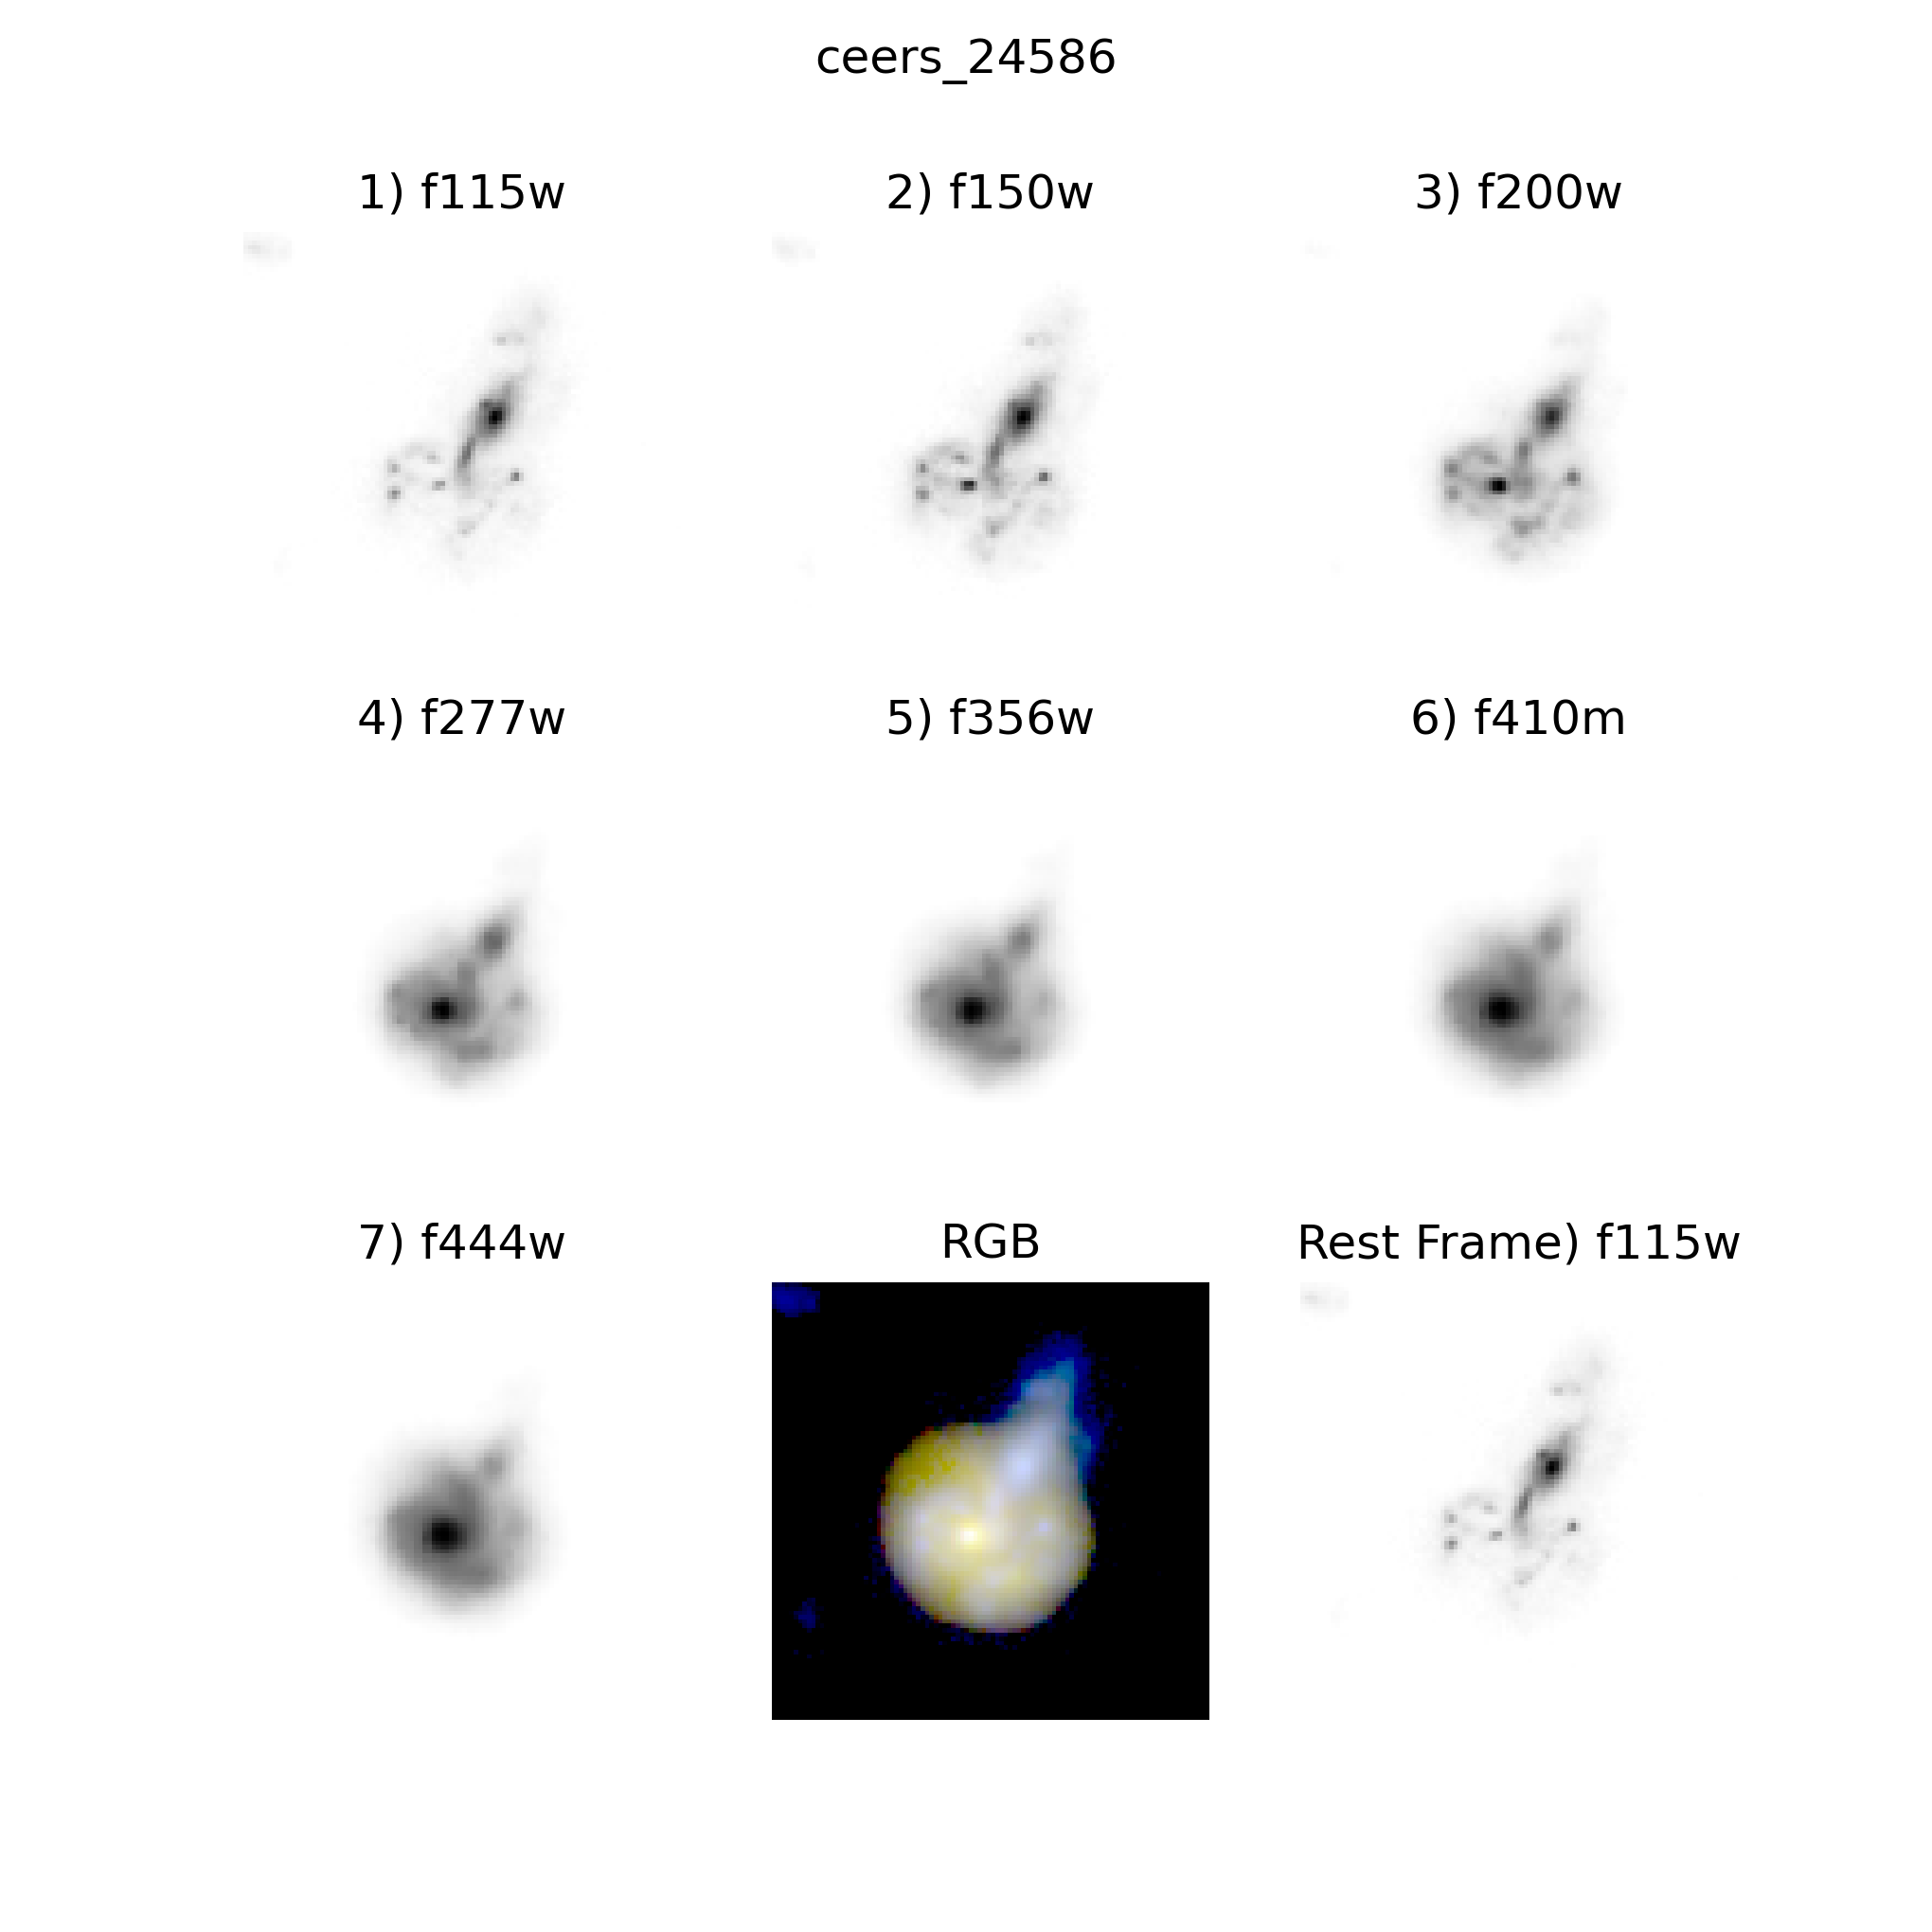 ceers_24586
1) f115w
2) f150w
3) f200w
4) f277w
5) f356w
6) f410m
7) f444w
RGB
Rest Frame) f115w